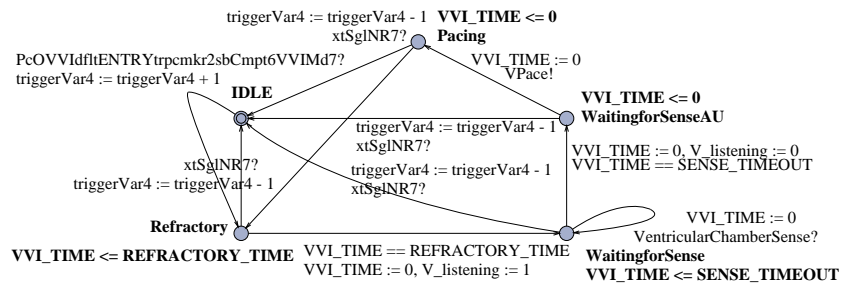 triggerVar4 := triggerVar4 - 1
xtSglNR7?
VVI_TIME <= 0
Pacing
PcOVVIdfltENTRYtrpcmkr2sbCmpt6VVIMd7?
triggerVar4 := triggerVar4 + 1
VVI_TIME := 0
VPace!
IDLE
VVI_TIME <= 0
WaitingforSenseAU
triggerVar4 := triggerVar4 - 1
xtSglNR7?
VVI_TIME := 0, V_listening := 0
VVI_TIME == SENSE_TIMEOUT
xtSglNR7?
triggerVar4 := triggerVar4 - 1
triggerVar4 := triggerVar4 - 1
xtSglNR7?
Refractory
VVI_TIME <= REFRACTORY_TIME
VVI_TIME == REFRACTORY_TIME
VVI_TIME := 0, V_listening := 1
VVI_TIME := 0
VentricularChamberSense?
WaitingforSense
VVI_TIME <= SENSE_TIMEOUT